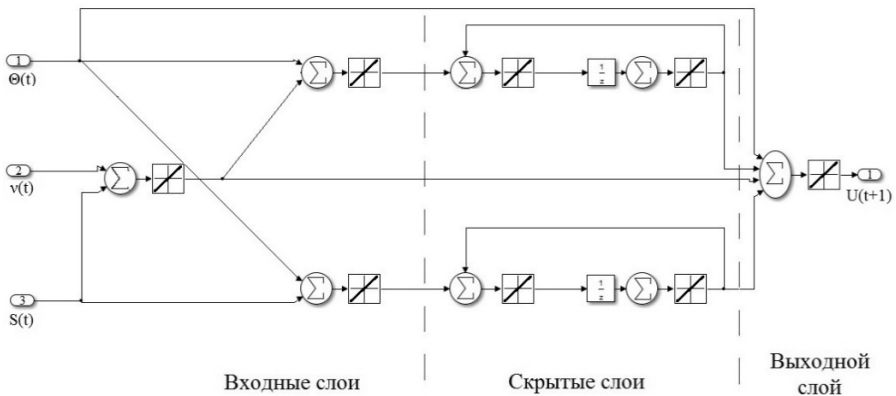 1
Θ(t)
2
v(t)
3
S(t)
Σ
Σ
Σ
Σ
1
z
Σ
Σ
1
z
Σ
Σ
Σ
1
U(t+1)
Входные слои
Скрытые слои
Выходной
слой